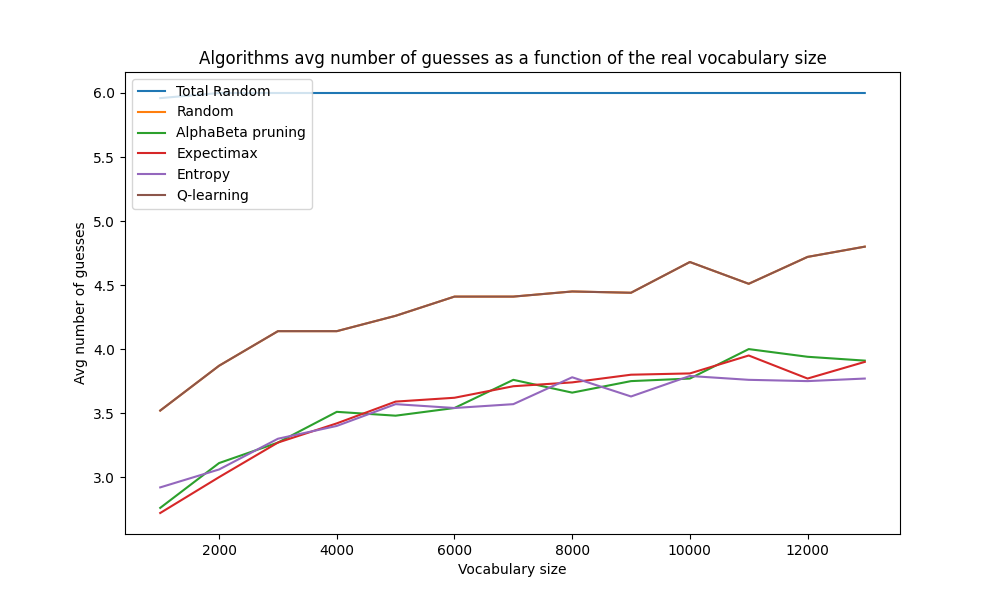 Algorithms avg number of guesses as a function of the real vocabulary size
Total Random
Random
AlphaBeta pruning
Expectimax
Entropy
Q-learning
6.0
5.5
5.0
4.5
4.0
3.5
3.0
Avg number of guesses
2000 4000 6000 8000 10000 12000
Vocabulary size